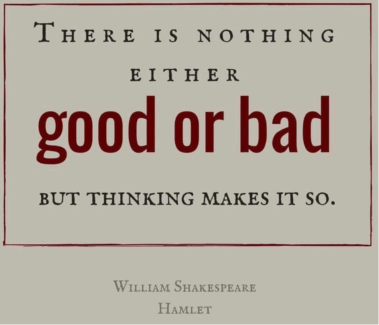 There is nothing
either
good or bad
but thinking makes it so.
William Shakespeare
Hamlet